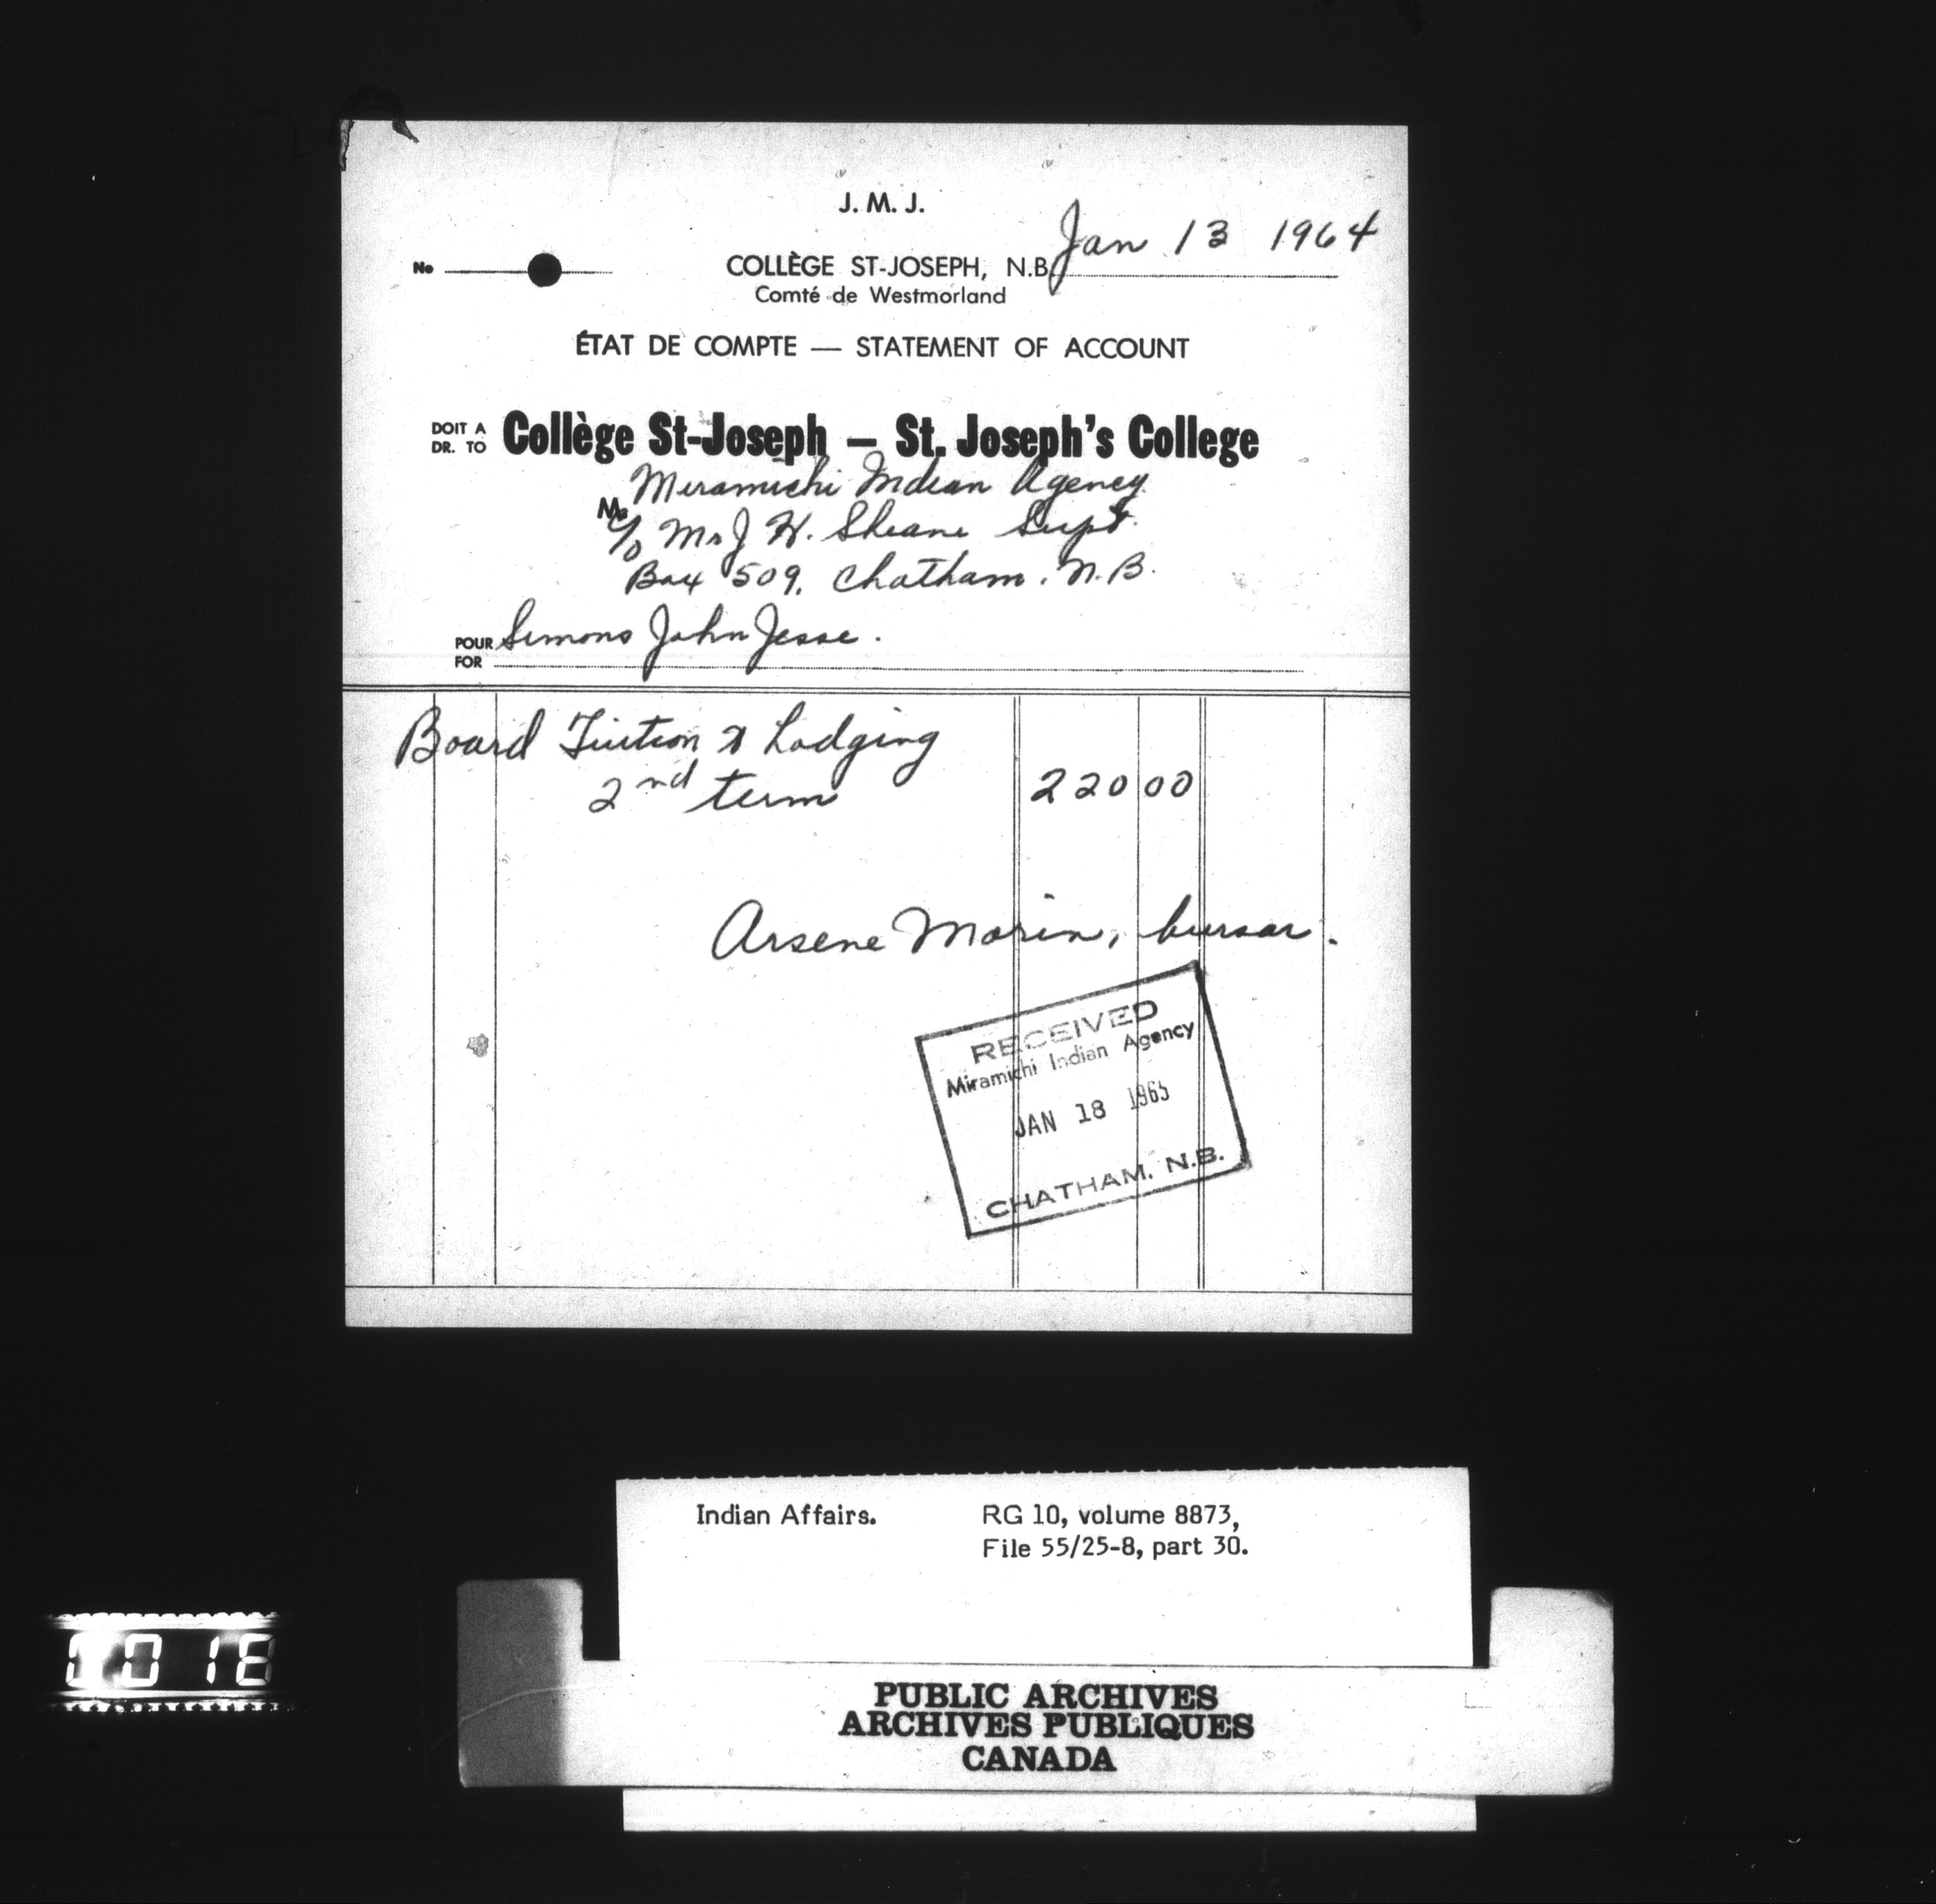 J. M. J.
No
COLLÈGE ST-JOSEPH, N.B. Jan 13 1964
Comté de Westmorland
ÉTAT DE COMPTE — STATEMENT OF ACCOUNT
DOIT A
DR. TO
Collège St-Joseph — St. Joseph's College
Miramichi Indian Agency
M
c/o Mr J H. Sheane Supt.
Box 509, Chatham, N.B.
POUR
FOR
Simons John Jesse.
Board Tuition & Lodging
2nd term 220 00
Arsene Morin, bursar.
RECEIVED
Miramichi Indian Agency
JAN 18 1965
CHATHAM, N.B.
Indian Affairs. RG 10, volume 8873,
File 55/25-8, part 30.
PUBLIC ARCHIVES
ARCHIVES PUBLIQUES
CANADA